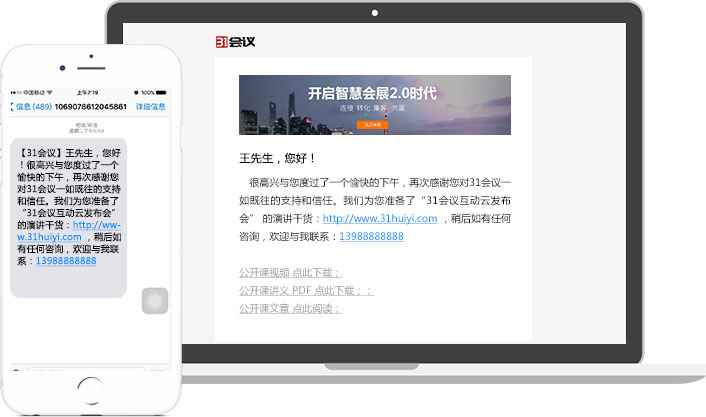 中国移动 上午7:19 100%
信息 (489) 1069078612045861 详细信息
短信/彩信
【31会议】王先生，您好
！很高兴与您度过了一个
愉快的下午，再次感谢您
对31会议一如既往的支持
和信任。我们为您准备了
“31会议互动云发布会”
的演讲干货：http://ww-
w.31huiyi.com ，稍后如
有任何咨询，欢迎与我联
系：13988888888
31会议
开启智慧会展2.0时代
连接 转化 集客 共赢
王先生，您好！
很高兴与您度过了一个愉快的下午，再次感谢您对31会议一
如既往的支持和信任。我们为您准备了“31会议互动云发布
会” 的演讲干货：http://www.31huiyi.com ，稍后如有任何
咨询，欢迎与我联系：13988888888
公开课视频 点此下载；
公开课讲义 PDF 点此下载；；
公开课文章 点此阅读；